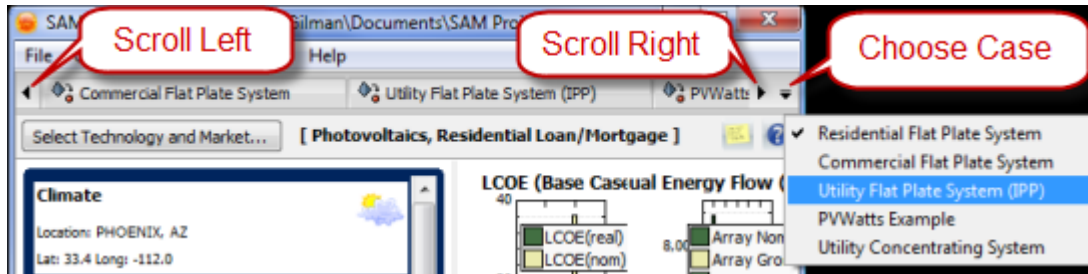 SAM
Gilman\Documents\SAM Pro
Scroll Left
Scroll Right
Choose Case
File
Help
Commercial Flat Plate System
Utility Flat Plate System (IPP)
PVWatts
Select Technology and Market...
[ Photovoltaics, Residential Loan/Mortgage ]
Residential Flat Plate System
Commercial Flat Plate System
Utility Flat Plate System (IPP)
PVWatts Example
Utility Concentrating System
Climate
Location: PHOENIX, AZ
Lat: 33.4 Long: -112.0
LCOE (Base Cas
ual Energy Flow (
40
LCOE(real)
LCOE(nom)
8,00
Array Non
Array Gro